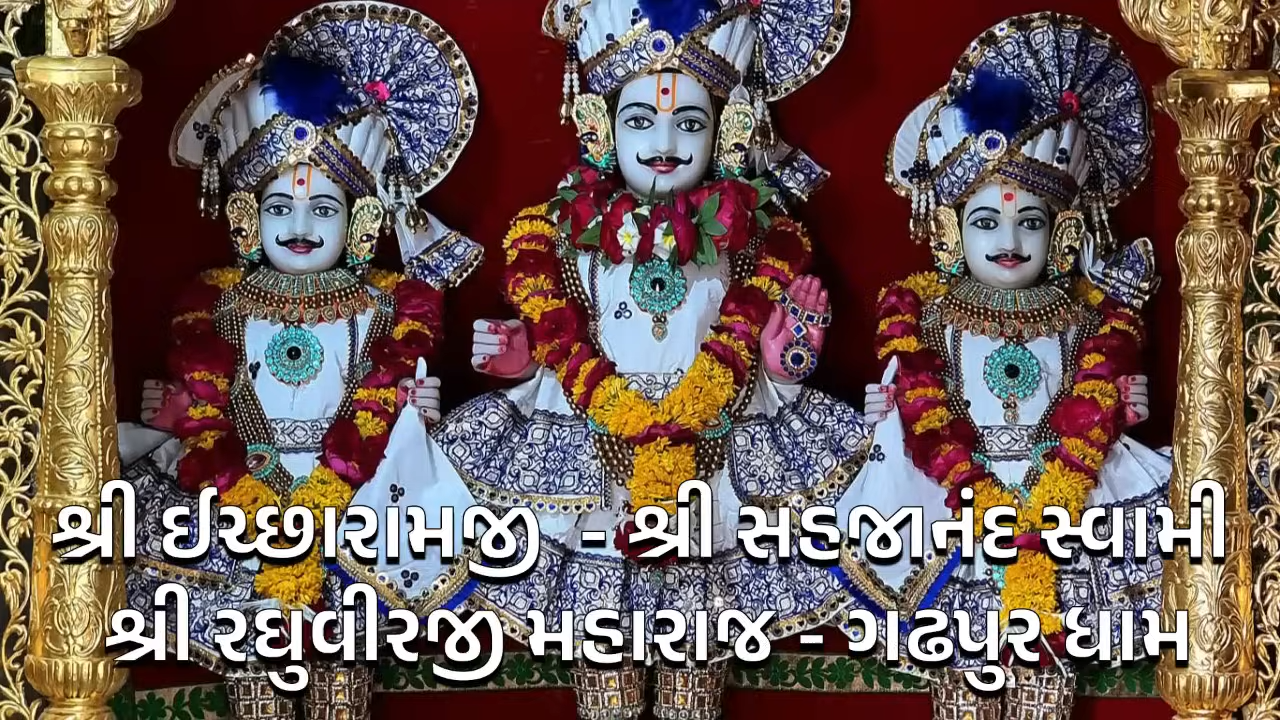 શ્રી ઈચ્છારામજી - શ્રી સહજાનંદ સ્વામી
શ્રી રઘુવીરજી મહારાજ - ગઢપુર ધામ